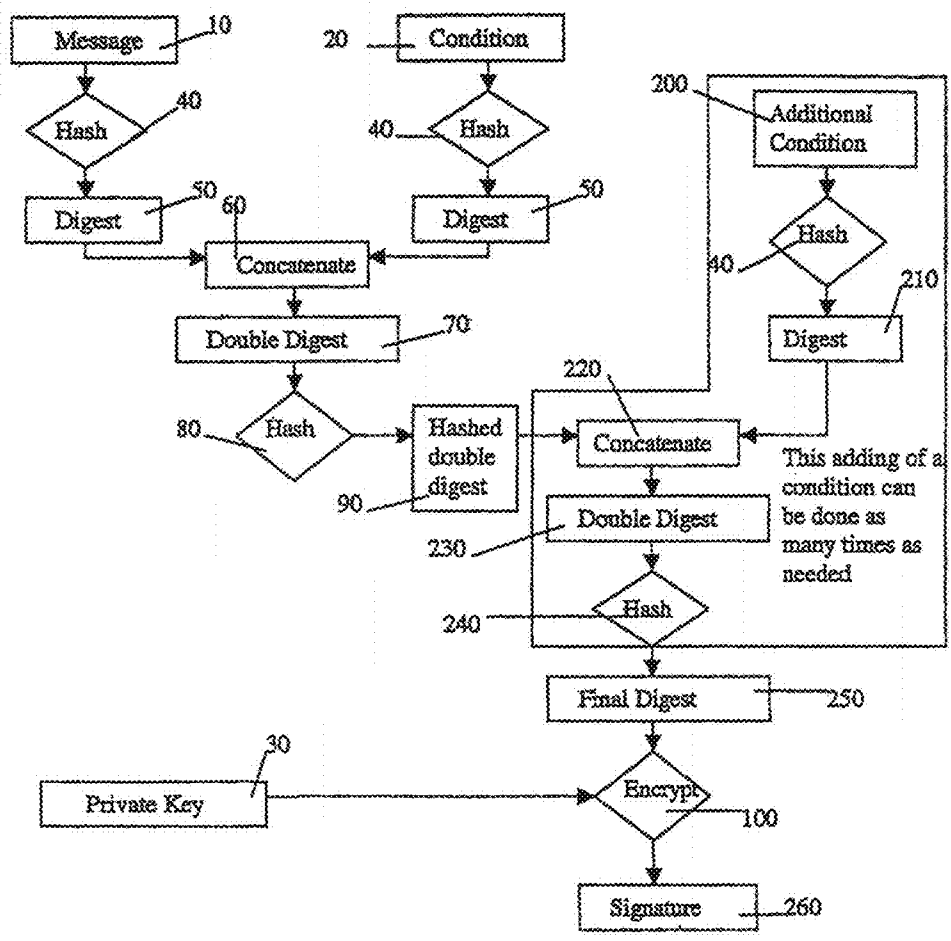 10
Message
20
Condition
200
Additional
Condition
40
Hash
40
Hash
50
Digest
60
50
Digest
40
Hash
210
Digest
Concatenate
70
Double Digest
80
Hash
Hashed
double
digest
90
220
Concatenate
This adding of a
condition can
be done as
many times as
needed
230
Double Digest
240
Hash
Final Digest
250
30
Private Key
Encrypt
100
Signature
260